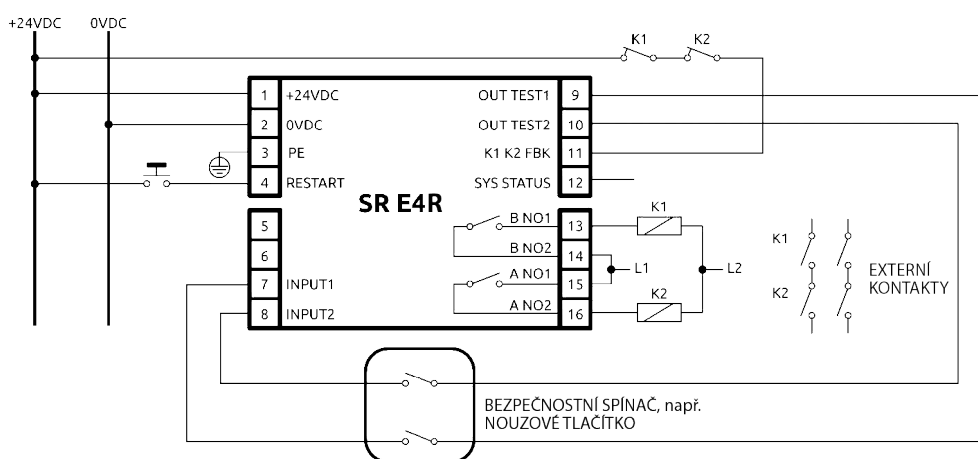 +24VDC 0VDC
K1 K2
1 +24VDC OUT TEST1 9
2 0VDC OUT TEST2 10
3 PE K1 K2 FBK 11
4 RESTART SYS STATUS 12
SR E4R
5 B NO1 13 K1
6 B NO2 14
L1 L2
7 INPUT1 A NO1 15
8 INPUT2 A NO2 16 K2
K1
K2
EXTERNÍ
KONTAKTY
BEZPEČNOSTNÍ SPÍNAČ, např.
NOUZOVÉ TLAČÍTKO